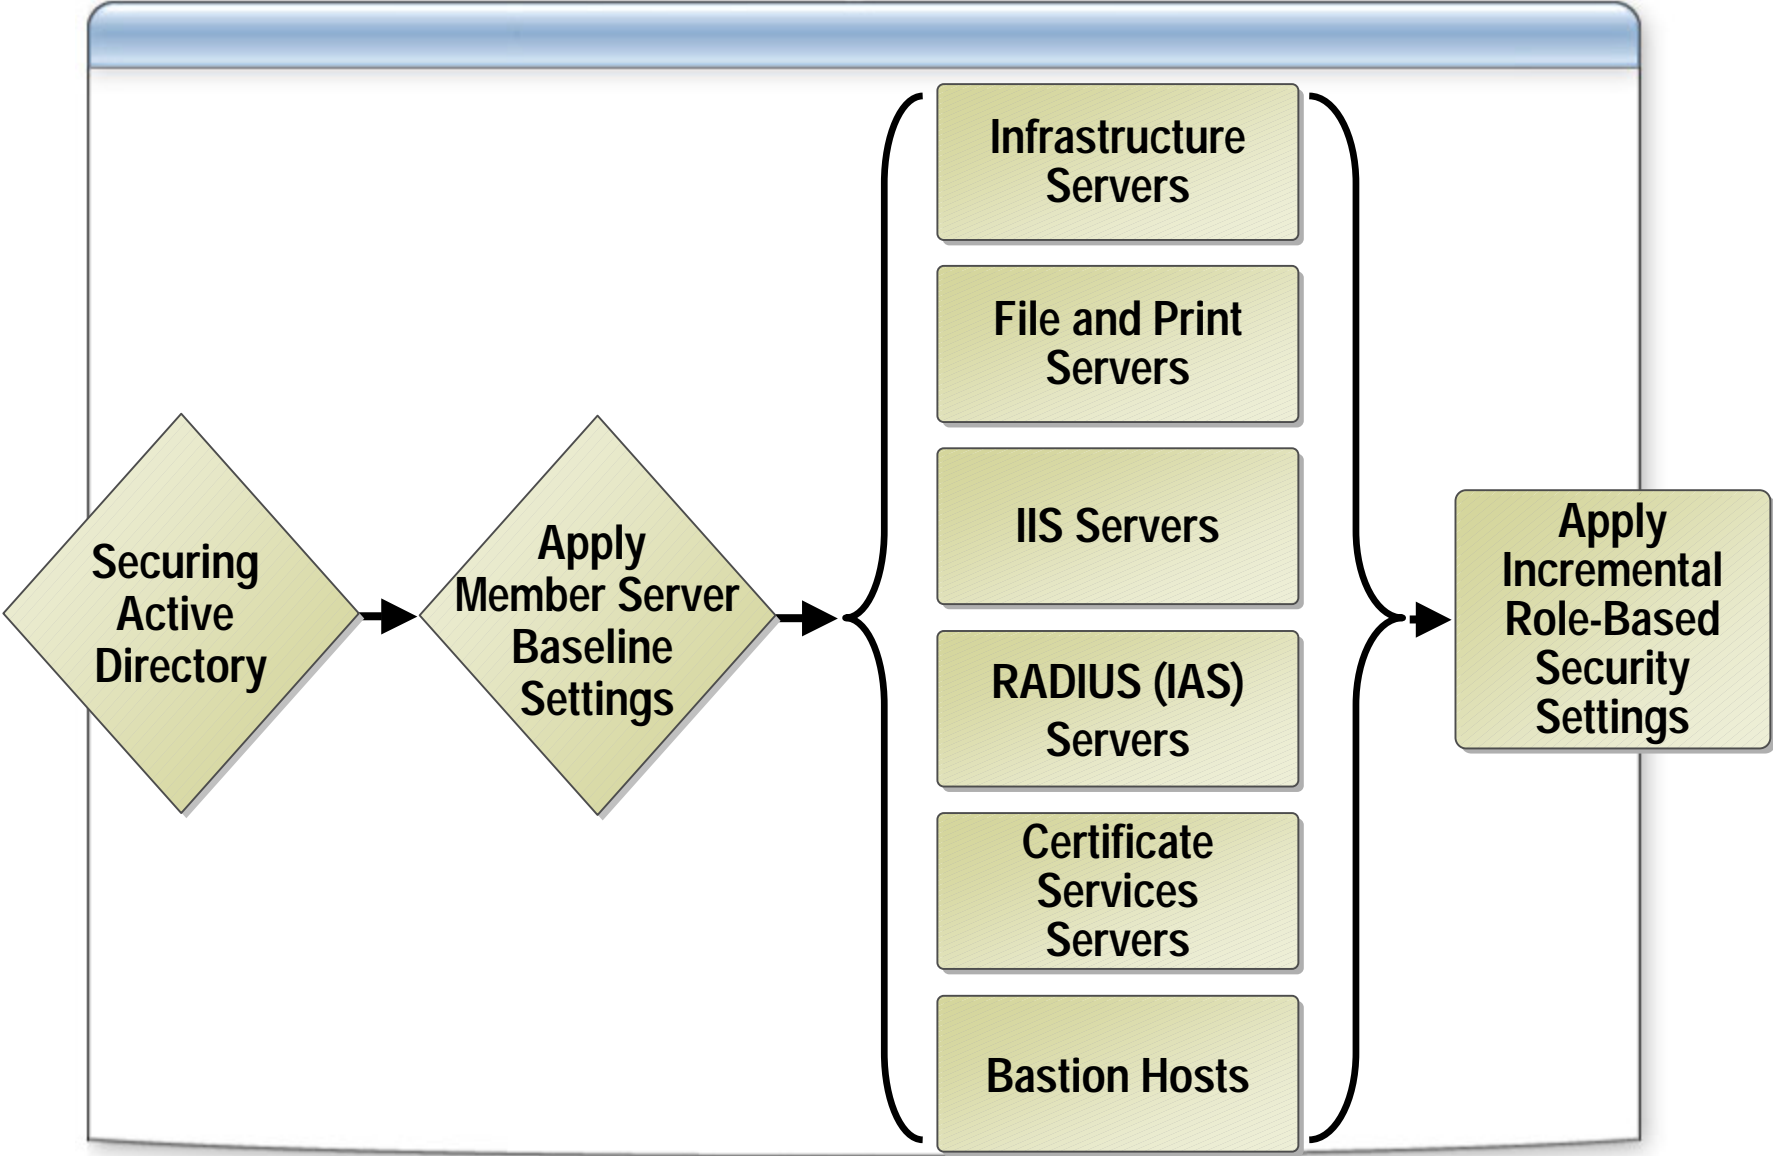 Securing
Active
Directory
Apply
Member Server
Baseline
Settings
Infrastructure
Servers
File and Print
Servers
IIS Servers
RADIUS (IAS)
Servers
Certificate
Services
Servers
Bastion Hosts
Apply
Incremental
Role-Based
Security
Settings